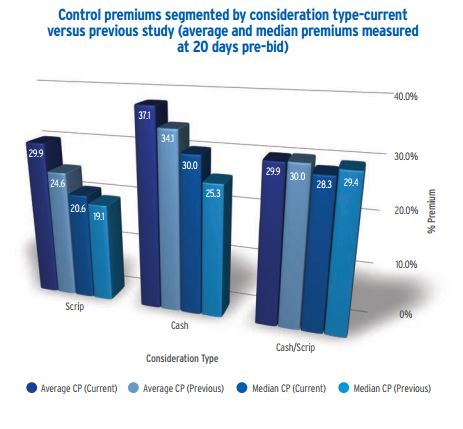 Control premiums segmented by consideration type-current
versus previous study (average and median premiums measured
at 20 days pre-bid)
40.0%
30.0%
20.0%
10.0%
0%
% Premium
29.9
24.6
20.6
19.1
37.1
34.1
30.0
25.3
29.9
30.0
28.3
29.4
Scrip
Cash
Cash/Scrip
Consideration Type
Average CP (Current)
Average CP (Previous)
Median CP (Current)
Median CP (Previous)